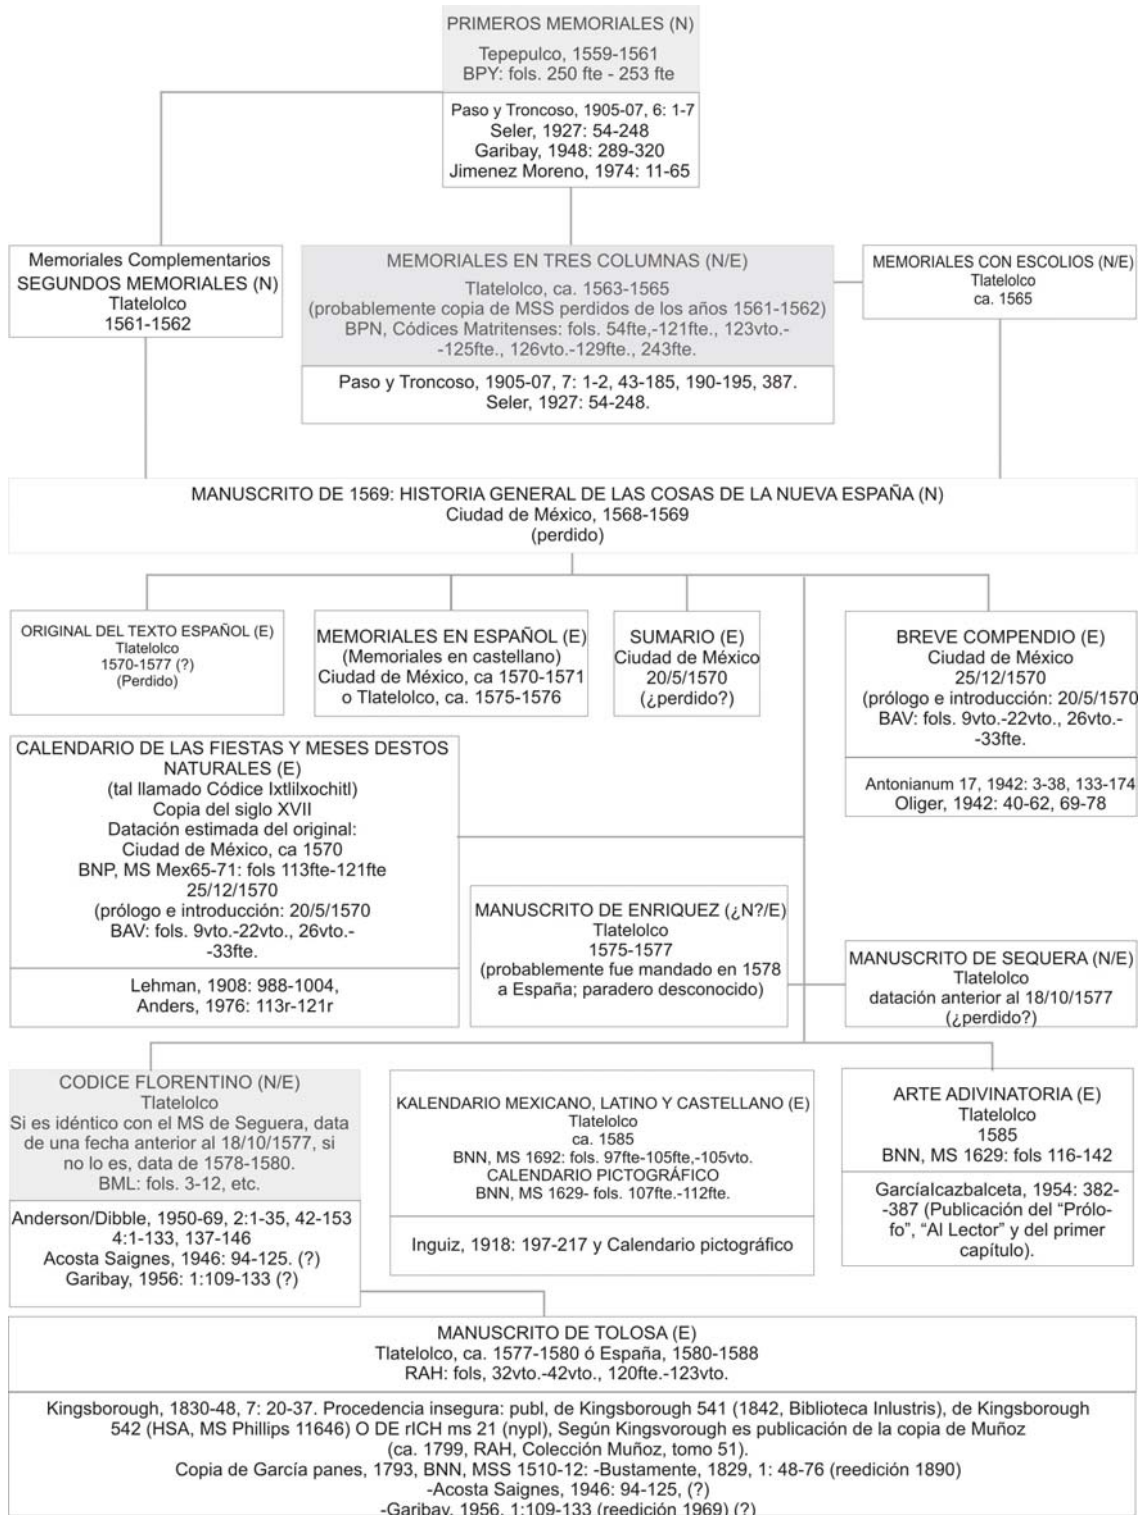 PRIMEROS MEMORIALES (N)
Tepepulco, 1559-1561
BPY: fols. 250 fte - 253 fte
Paso y Troncoso, 1905-07, 6: 1-7
Seler, 1927: 54-248
Garibay, 1948: 289-320
Jimenez Moreno, 1974: 11-65
Memoriales Complementarios
SEGUNDOS MEMORIALES (N)
Tlatelolco
1561-1562
MEMORIALES EN TRES COLUMNAS (N/E)
Tlatelolco, ca. 1563-1565
(probablemente copia de MSS perdidos de los años 1561-1562)
BPN, Códices Matritenses: fols. 54fte,-121fte., 123vto.-
-125fte., 126vto.-129fte., 243fte.
Paso y Troncoso, 1905-07, 7: 1-2, 43-185, 190-195, 387.
Seler, 1927: 54-248.
MEMORIALES CON ESCOLIOS (N/E)
Tlatelolco
ca. 1565
MANUSCRITO DE 1569: HISTORIA GENERAL DE LAS COSAS DE LA NUEVA ESPAÑA (N)
Ciudad de México, 1568-1569
(perdido)
ORIGINAL DEL TEXTO ESPAÑOL (E)
Tlatelolco
1570-1577 (?)
(Perdido)
MEMORIALES EN ESPAÑOL (E)
(Memoriales en castellano)
Ciudad de México, ca 1570-1571
o Tlatelolco, ca. 1575-1576
SUMARIO (E)
Ciudad de México
20/5/1570
(¿perdido?)
BREVE COMPENDIO (E)
Ciudad de México
25/12/1570
(prólogo e introducción: 20/5/1570
BAV: fols. 9vto.-22vto., 26vto.-
-33fte.
Antonianum 17, 1942: 3-38, 133-174
Oliger, 1942: 40-62, 69-78
CALENDARIO DE LAS FIESTAS Y MESES DESTOS
NATURALES (E)
(tal llamado Códice Ixtlilxochitl)
Copia del siglo XVII
Datación estimada del original:
Ciudad de México, ca 1570
BNP, MS Mex65-71: fols 113fte-121fte
25/12/1570
(prólogo e introducción: 20/5/1570
BAV: fols. 9vto.-22vto., 26vto.-
-33fte.
Lehman, 1908: 988-1004,
Anders, 1976: 113r-121r
MANUSCRITO DE ENRIQUEZ (¿N?/E)
Tlatelolco
1575-1577
(probablemente fue mandado en 1578
a España; paradero desconocido)
MANUSCRITO DE SEQUERA (N/E)
Tlatelolco
datación anterior al 18/10/1577
(¿perdido?)
CODICE FLORENTINO (N/E)
Tlatelolco
Si es idéntico con el MS de Seguera, data
de una fecha anterior al 18/10/1577, si
no lo es, data de 1578-1580.
BML: fols. 3-12, etc.
Anderson/Dibble, 1950-69, 2:1-35, 42-153
4:1-133, 137-146
Acosta Saignes, 1946: 94-125. (?)
Garibay, 1956: 1:109-133 (?)
KALENDARIO MEXICANO, LATINO Y CASTELLANO (E)
Tlatelolco
ca. 1585
BNN, MS 1692: fols. 97fte-105fte,-105vto.
CALENDARIO PICTOGRÁFICO
BNN, MS 1629- fols. 107fte.-112fte.
Inguiz, 1918: 197-217 y Calendario pictográfico
ARTE ADIVINATORIA (E)
Tlatelolco
1585
BNN, MS 1629: fols 116-142
GarcíaIcazbalceta, 1954: 382-
-387 (Publicación del “Prólo-
fo”, “Al Lector” y del primer
capítulo).
MANUSCRITO DE TOLOSA (E)
Tlatelolco, ca. 1577-1580 ó España, 1580-1588
RAH: fols, 32vto.-42vto., 120fte.-123vto.
Kingsborough, 1830-48, 7: 20-37. Procedencia insegura: publ, de Kingsborough 541 (1842, Biblioteca Inlustris), de Kingsborough
542 (HSA, MS Phillips 11646) O DE rICH ms 21 (nypl), Según Kingsvorough es publicación de la copia de Muñoz
(ca. 1799, RAH, Colección Muñoz, tomo 51).
Copia de García panes, 1793, BNN, MSS 1510-12: -Bustamente, 1829, 1: 48-76 (reedición 1890)
-Acosta Saignes, 1946: 94-125, (?)
-Garibay, 1956, 1:109-133 (reedición 1969) (?)